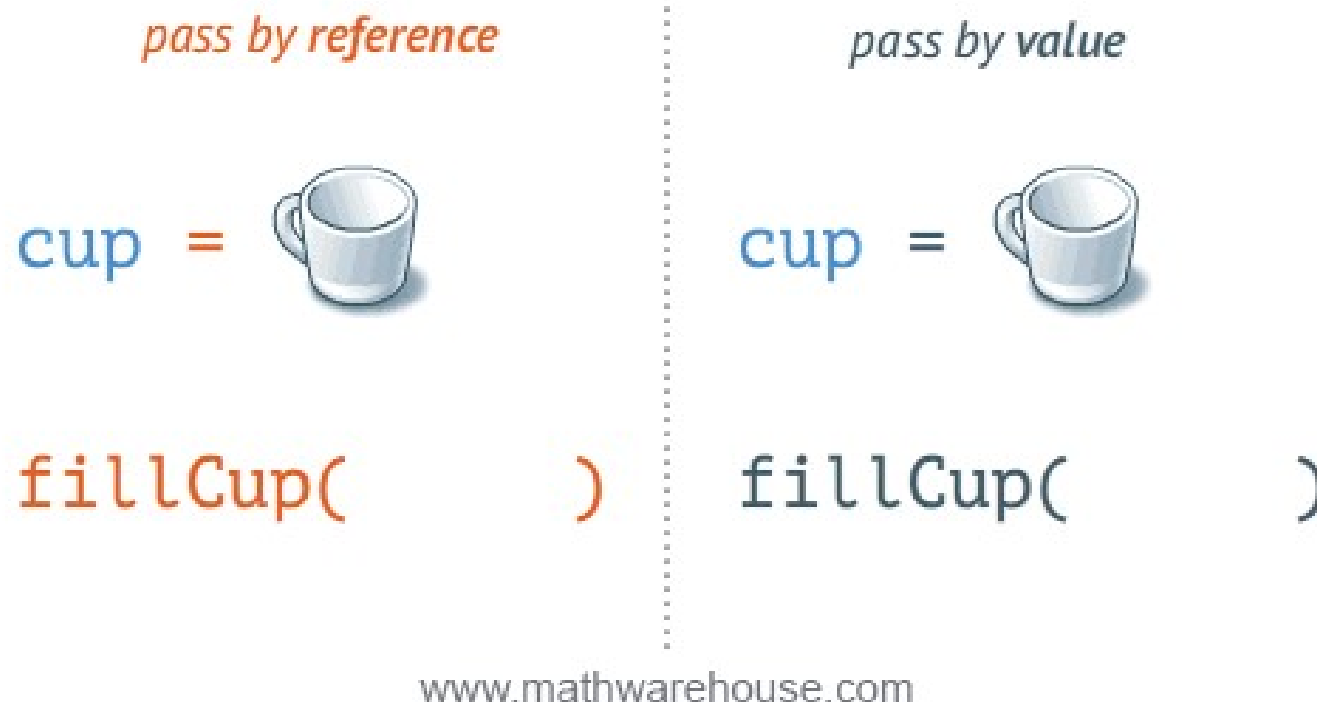 pass by reference
cup =
fillCup( )
pass by value
cup =
fillCup( )
www.mathwarehouse.com